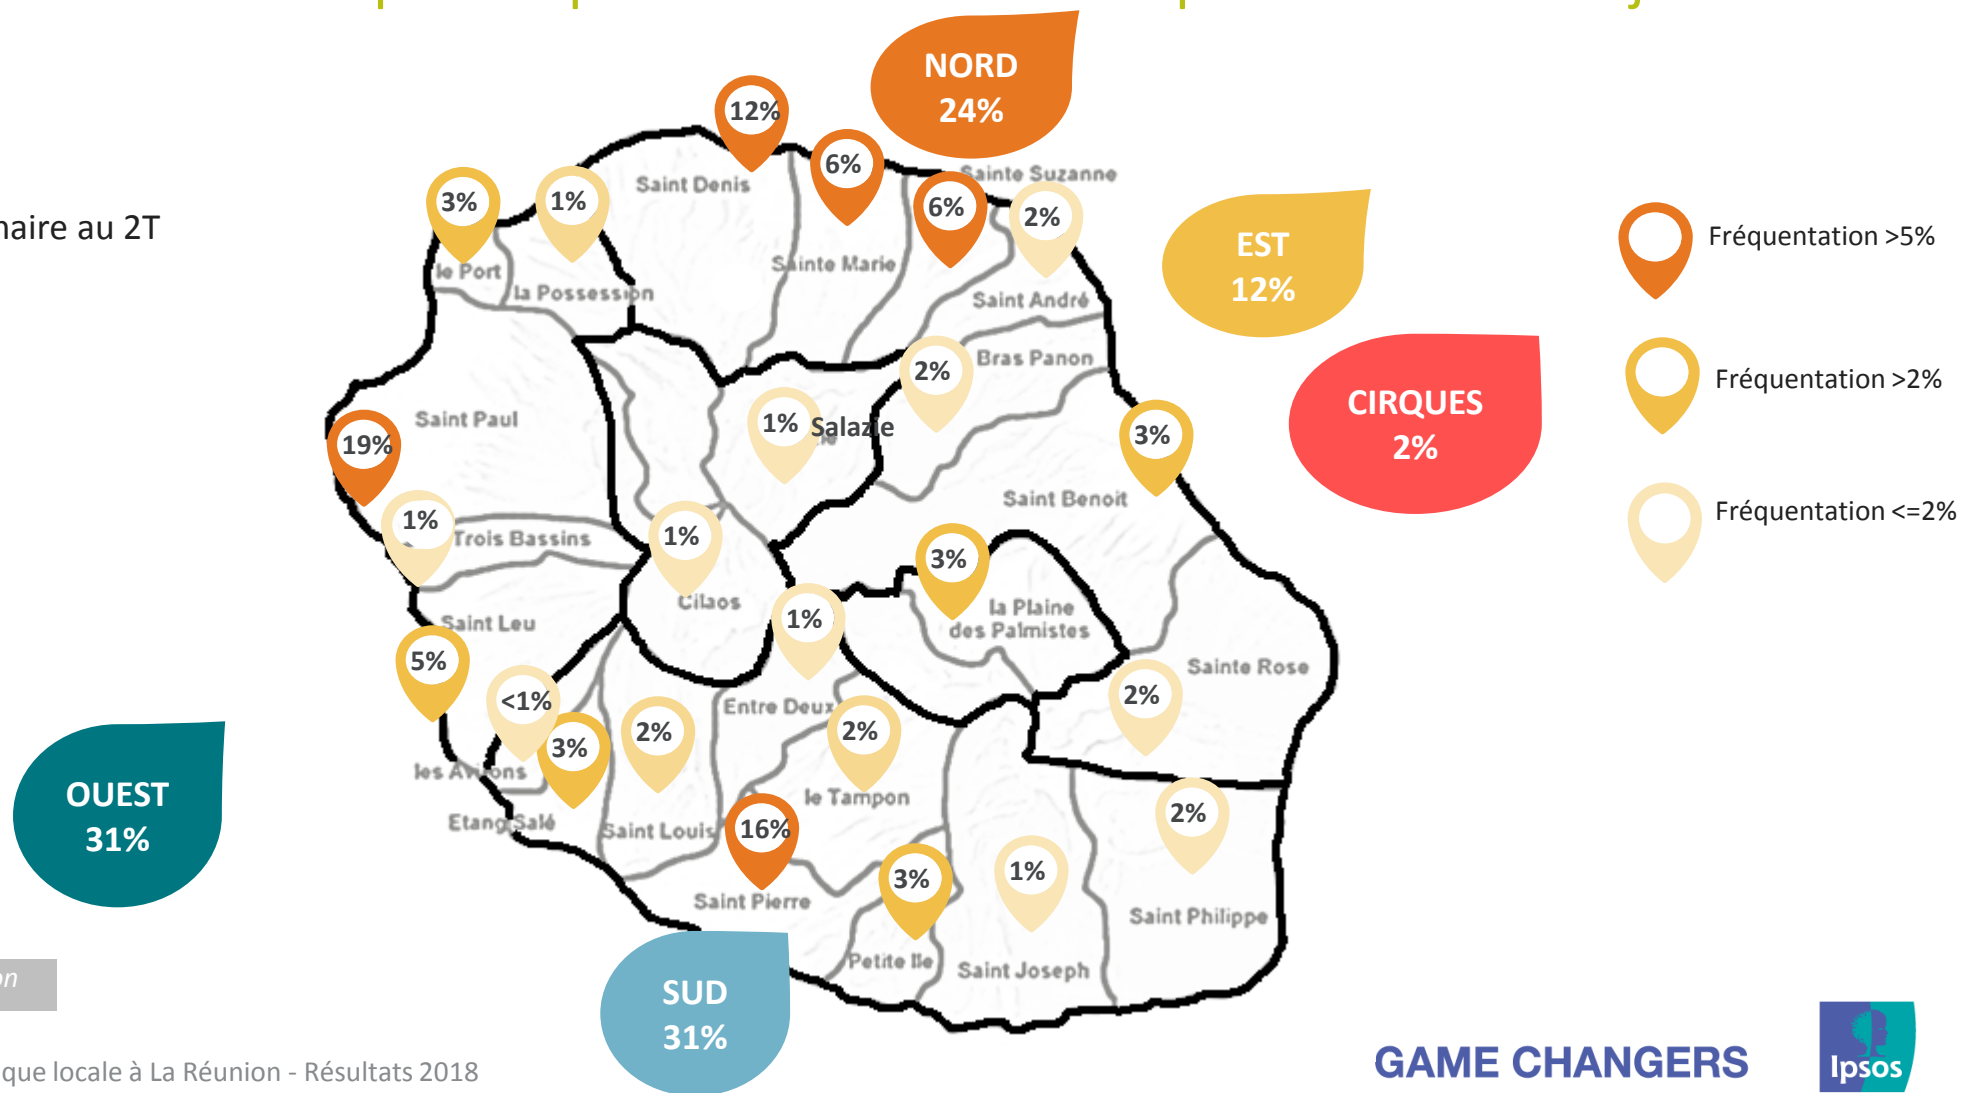 NORD
24%
12%
6%
Sainte Suzanne
Saint Denis
3%
1%
6%
2%
naire au 2T
EST
12%
Fréquentation >5%
le Port
Sainte Marie
la Possession
Saint André
Bras Panon
2%
Fréquentation >2%
CIRQUES
2%
Saint Paul
1%
Salazie
3%
19%
Saint Benoit
Fréquentation <=2%
1%
Trois Bassins
1%
3%
Cilaos
la Plaine
des Palmistes
1%
Saint Leu
5%
Sainte Rose
<1%
2%
Entre Deux
3%
2%
2%
les Avirons
OUEST
31%
le Tampon
Etang Salé
Saint Louis
16%
2%
3%
1%
Saint Pierre
Saint Philippe
Petite Ile
Saint Joseph
on
SUD
31%
que locale à La Réunion - Résultats 2018
GAME CHANGERS
Ipsos